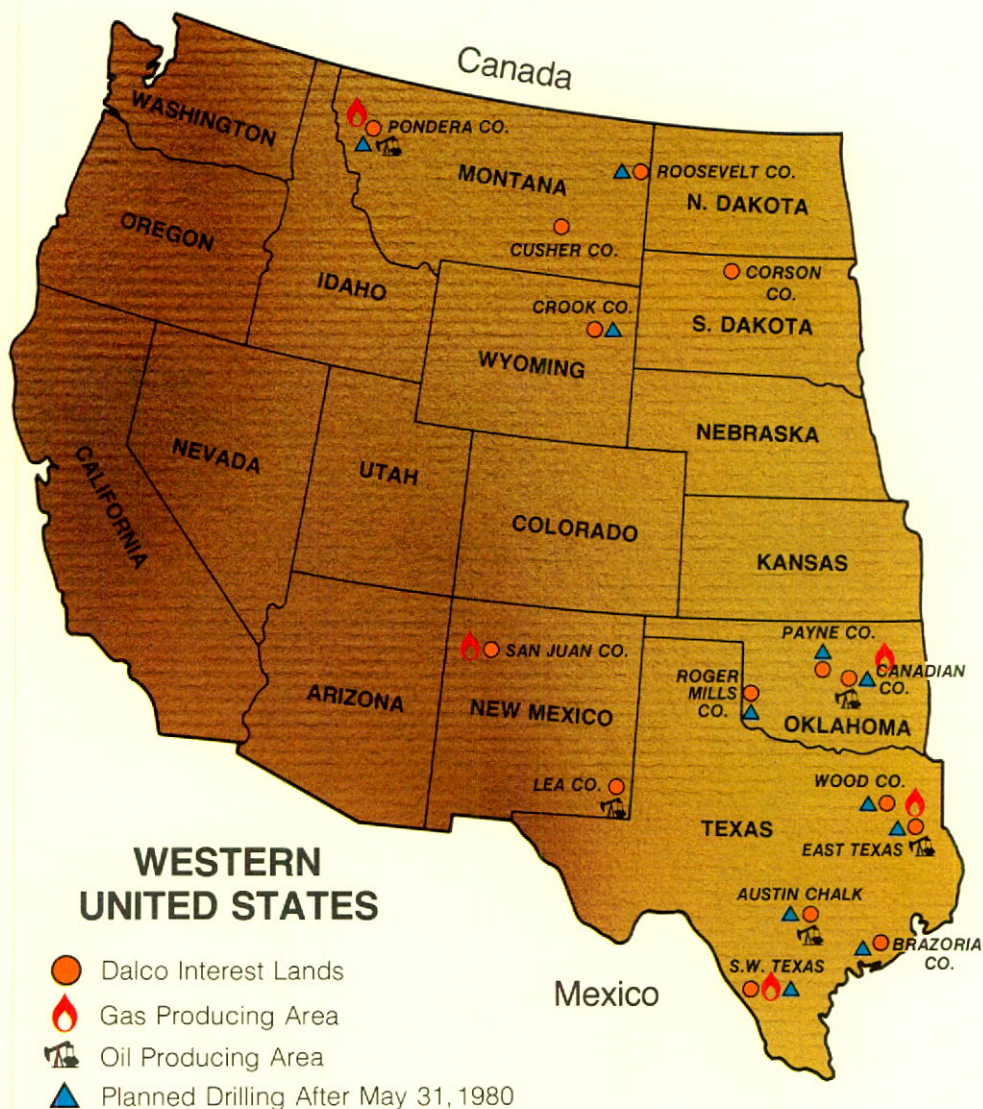 Canada
WASHINGTON
PONDERA CO.
MONTANA
ROOSEVELT CO.
N. DAKOTA
OREGON
CUSHER CO.
CORSON
CO.
IDAHO
CROOK CO.
S. DAKOTA
WYOMING
NEBRASKA
NEVADA
UTAH
CALIFORNIA
COLORADO
KANSAS
PAYNE CO.
SAN JUAN CO.
ROGER
MILLS
CO.
CANADIAN
CO.
ARIZONA
NEW MEXICO
OKLAHOMA
LEA CO.
WOOD CO.
TEXAS
EAST TEXAS
AUSTIN CHALK
BRAZORIA
CO.
S.W. TEXAS
Mexico
WESTERN
UNITED STATES
Dalco Interest Lands
Gas Producing Area
Oil Producing Area
Planned Drilling After May 31, 1980